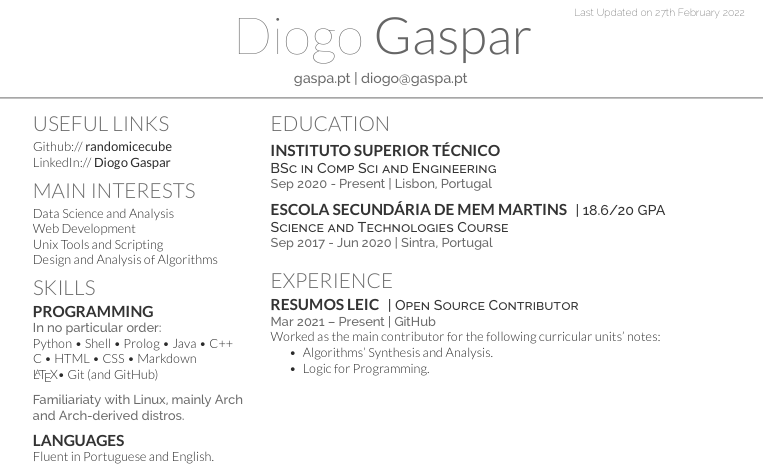 Last Updated on 27th February 2022
Diogo Gaspar
gaspa.pt | diogo@gaspa.pt
USEFUL LINKS
Github:// randomicecube
LinkedIn:// Diogo Gaspar
MAIN INTERESTS
Data Science and Analysis
Web Development
Unix Tools and Scripting
Design and Analysis of Algorithms
SKILLS
PROGRAMMING
In no particular order:
Python • Shell • Prolog • Java • C++
C • HTML • CSS • Markdown
LATEX• Git (and GitHub)
Familiariaty with Linux, mainly Arch
and Arch-derived distros.
LANGUAGES
Fluent in Portuguese and English.
EDUCATION
INSTITUTO SUPERIOR TÉCNICO
BSc in Comp Sci and Engineering
Sep 2020 - Present | Lisbon, Portugal
ESCOLA SECUNDÁRIA DE MEM MARTINS | 18.6/20 GPA
Science and Technologies Course
Sep 2017 - Jun 2020 | Sintra, Portugal
EXPERIENCE
RESUMOS LEIC | Open Source Contributor
Mar 2021 – Present | GitHub
Worked as the main contributor for the following curricular units' notes:
• Algorithms' Synthesis and Analysis.
• Logic for Programming.